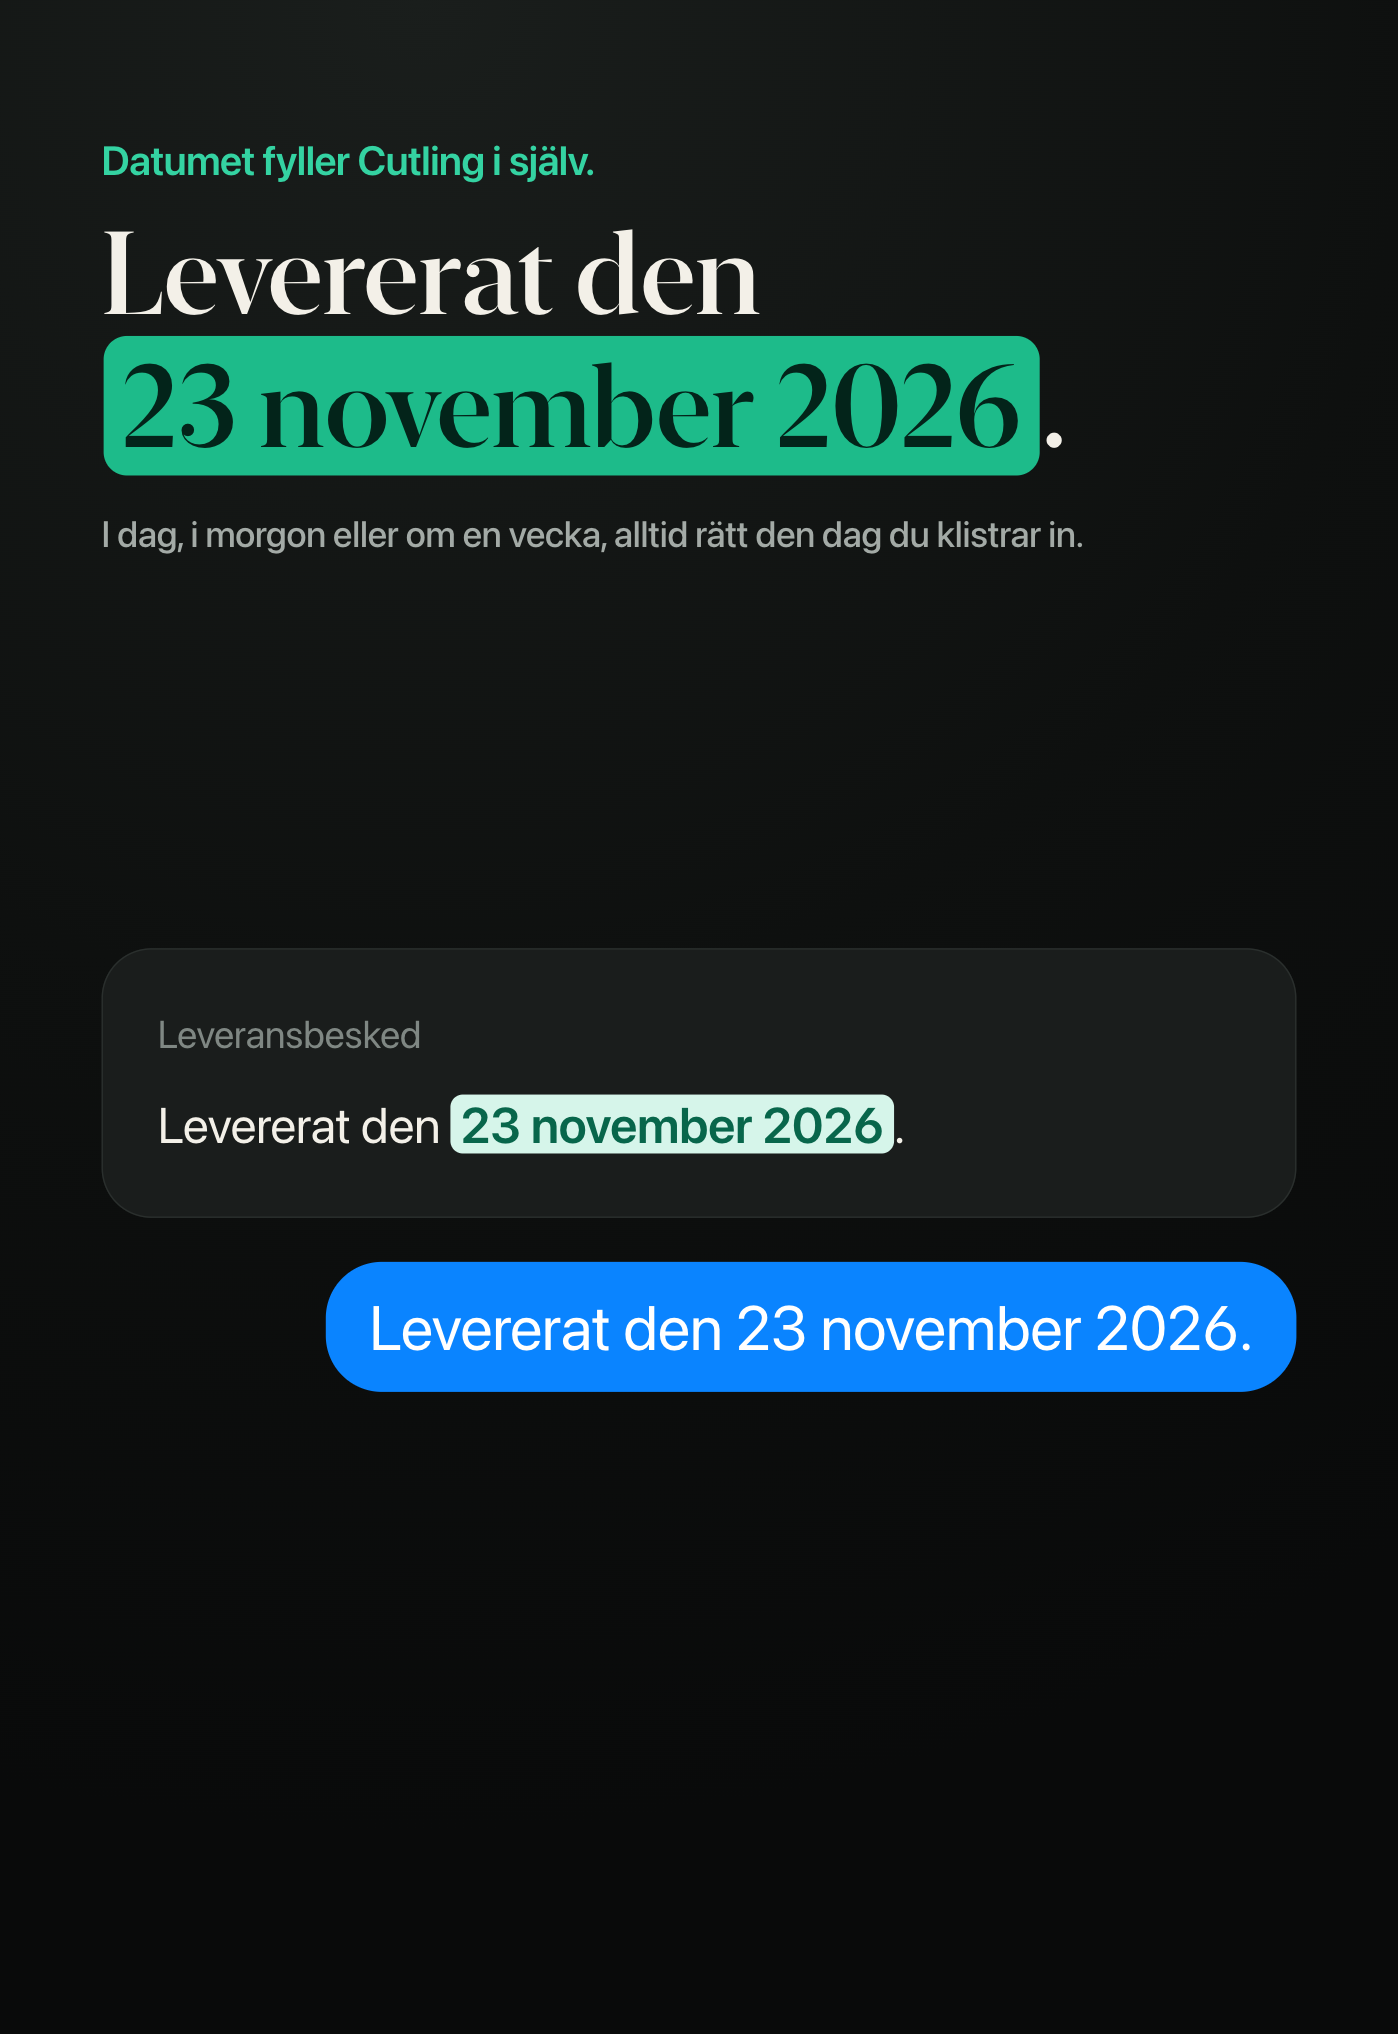 Datumet fyller Cutling i själv.
Levererat den
23 november 2026.
I dag, i morgon eller om en vecka, alltid rätt den dag du klistrar in.
Leveransbesked
Levererat den 23 november 2026.
Levererat den 23 november 2026.